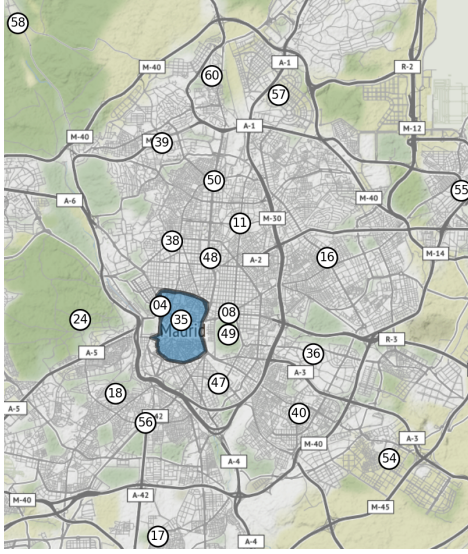 58
60
A-1
M-40
R-2
57
A-1
M-12
M-40
M
39
50
M-40
55
A-6
11
M-30
38
48
A-2
16
M-14
04
08
24
35
Madrid
49
R-3
A-5
36
A-3
18
47
A-5
56
42
40
M-40
A-3
54
A-4
A-42
M-40
M-45
17
A-4